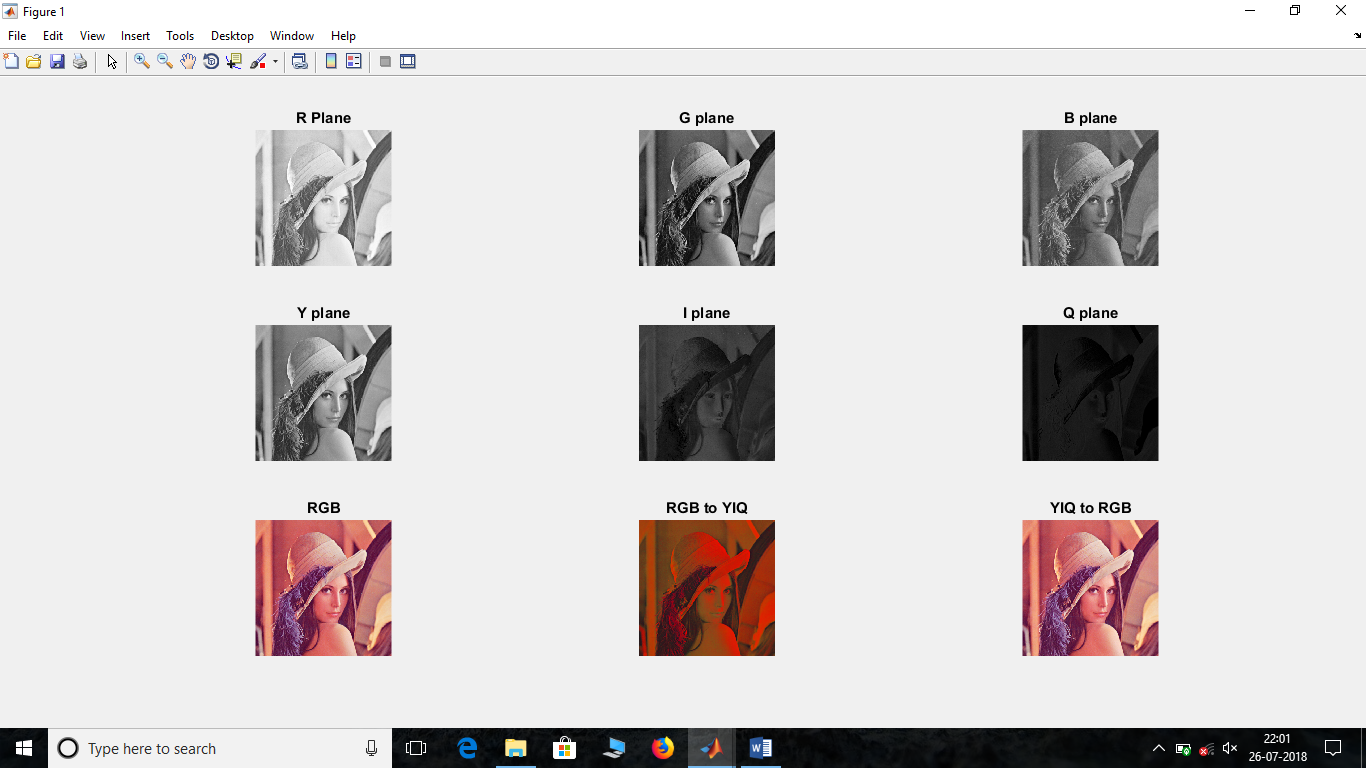 Figure 1
File Edit View Insert Tools Desktop Window Help
R Plane G plane B plane
Y plane I plane Q plane
RGB RGB to YIQ YIQ to RGB
Type here to search
22:01
26-07-2018